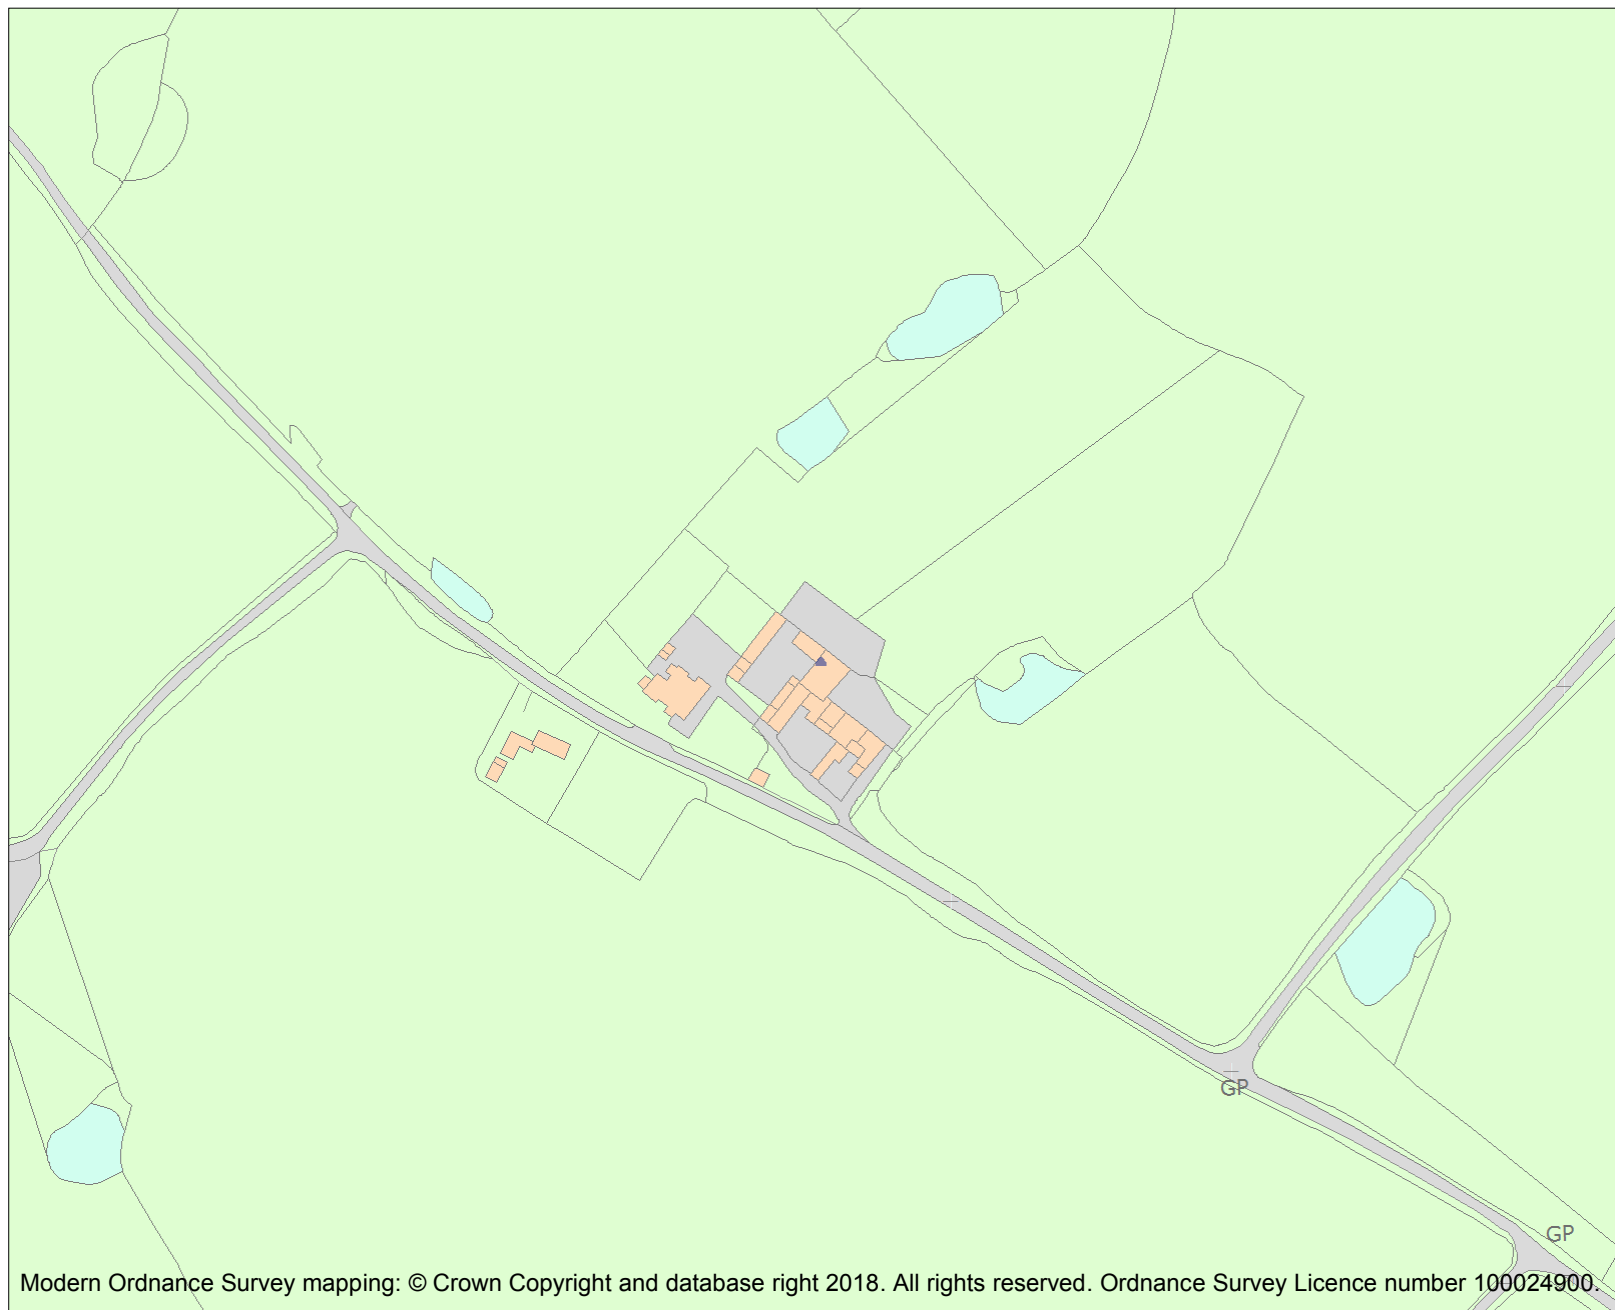 GP
GP
Modern Ordnance Survey mapping: © Crown Copyright and database right 2018. All rights reserved. Ordnance Survey Licence number 100024900.